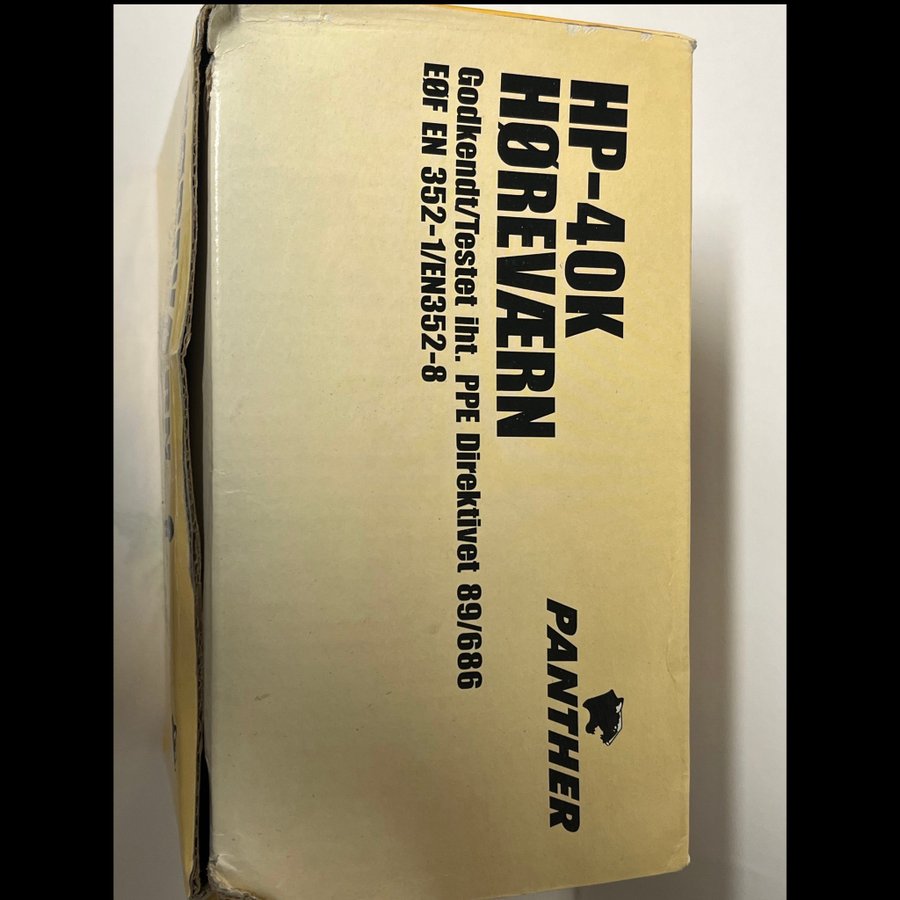 HP-40K
HØREVÆRN
Godkendt/Testet iht. PPE Direktivet 89/686
EØF EN 352-1/EN352-8
PANTHER